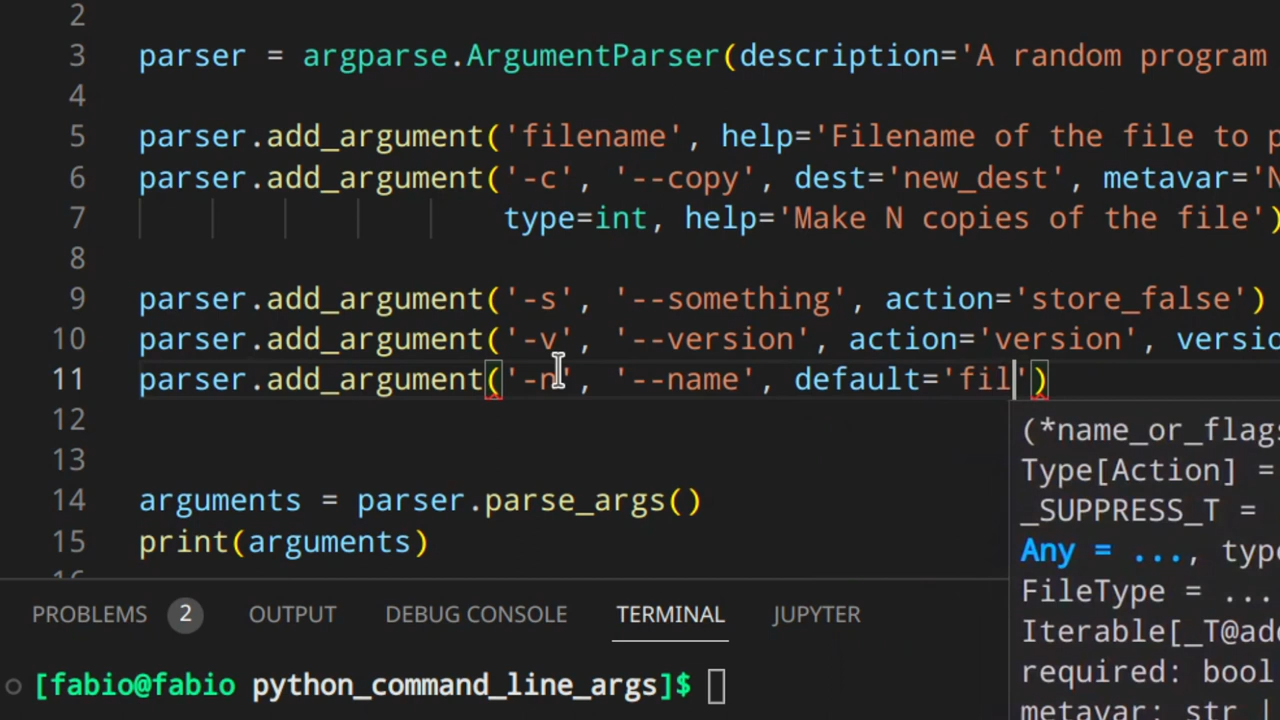 2
3 parser = argparse.ArgumentParser(description='A random program
4
5 parser.add_argument('filename', help='Filename of the file to
6 parser.add_argument('-c', '--copy', dest='new_dest', metavar='N
7 type=int, help='Make N copies of the file')
8
9 parser.add_argument('-s', '--something', action='store_false')
10 parser.add_argument('-v', '--version', action='version',
11 parser.add_argument('-n', '--name', default='fil')
(*name_or_flags
12
Type[Action] =
13
_SUPPRESS_T =
14 arguments = parser.parse_args()
Any = ..., type
15 print(arguments)
FileType = ...
PROBLEMS 2 OUTPUT DEBUG CONSOLE TERMINAL JUPYTER
Iterable[_T@add
required: bool
[fabio@fabio python_command_line_args]$
metavar: str |